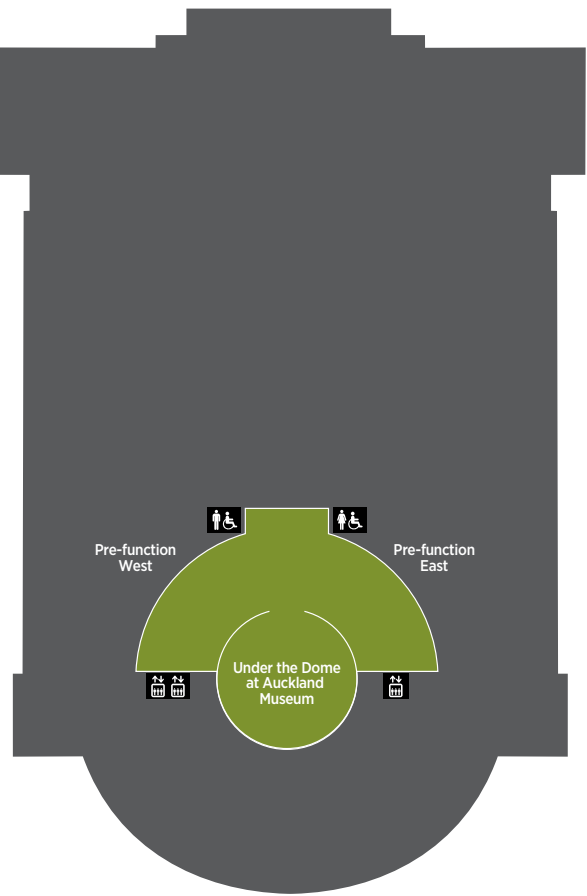 Pre-function
West
Pre-function
East
Under the Dome
at Auckland
Museum